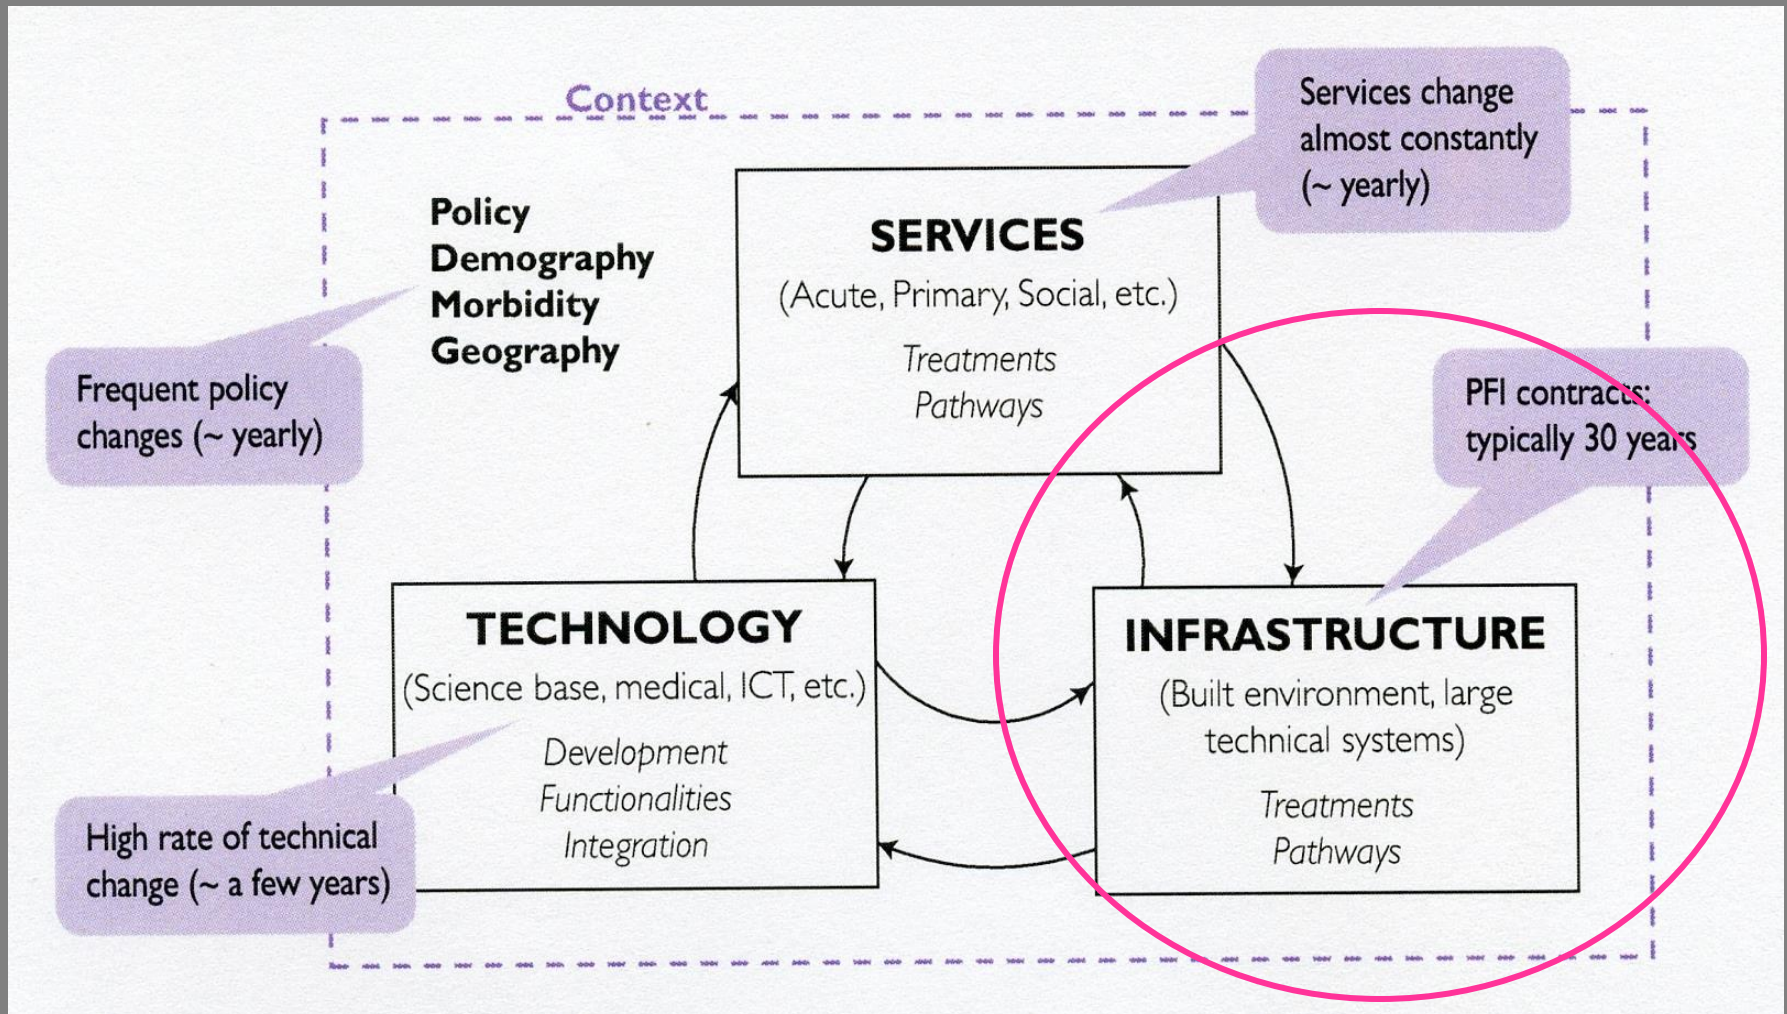 Context
Services change
almost constantly
(~ yearly)
Policy
Demography
Morbidity
Geography
SERVICES
(Acute, Primary, Social, etc.)
Treatments
Pathways
Frequent policy
changes (~ yearly)
PFI contracts:
typically 30 years
TECHNOLOGY
(Science base, medical, ICT, etc.)
Development
Functionalities
Integration
INFRASTRUCTURE
(Built environment, large
technical systems)
Treatments
Pathways
High rate of technical
change (~ a few years)